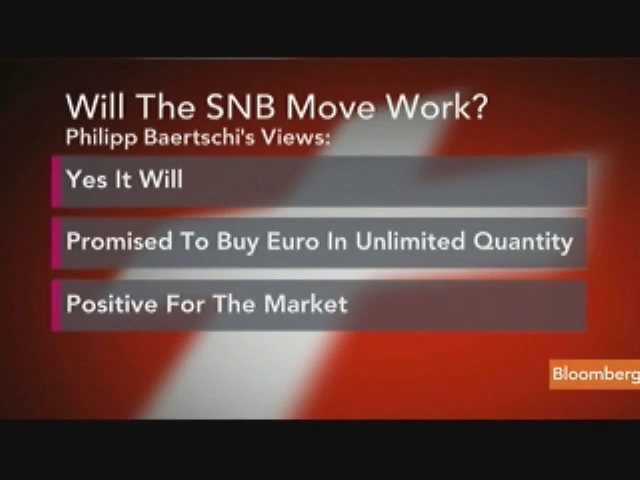 Will The SNB Move Work?
Philipp Baertschi's Views:
Yes It Will
Promised To Buy Euro In Unlimited Quantity
Positive For The Market
Bloomberg